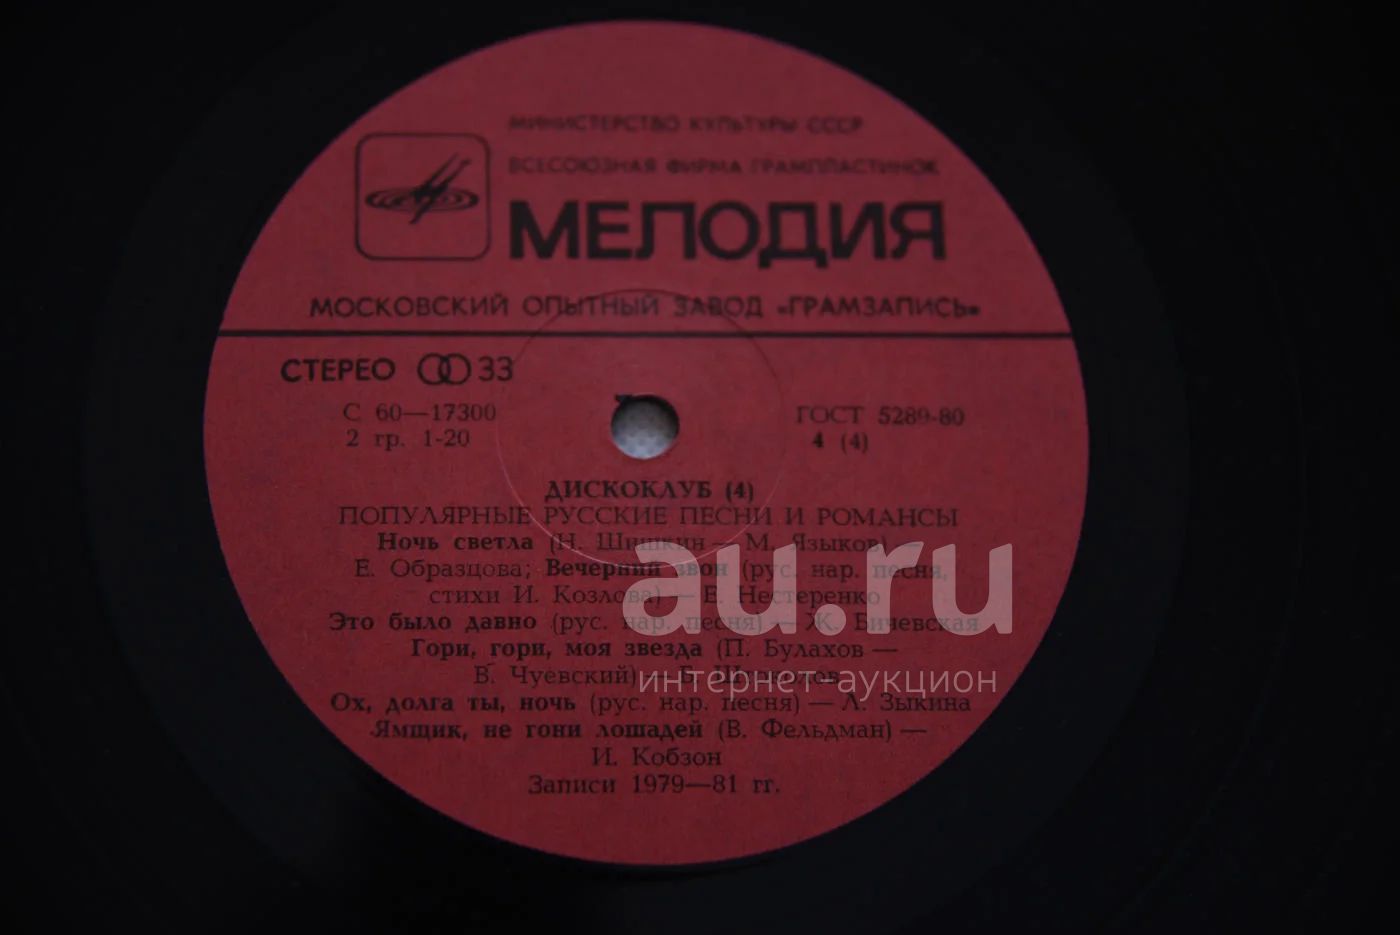 МИНИСТЕРСТВО КУЛЬТУРЫ СССР
ВСЕСОЮЗНАЯ ФИРМА ГРАМПЛАСТИНОК
МЕЛОДИЯ
МОСКОВСКИЙ ОПЫТНЫЙ ЗАВОД «ГРАМЗАПИСЬ»
СТЕРЕО 33
С 60—17300
ГОСТ 5289-80
2 гр. 1-20
4 (4)
ДИСКОКЛУБ (4)
ПОПУЛЯРНЫЕ РУССКИЕ ПЕСНИ И РОМАНСЫ
Ночь светла (Н. Шишкин — М. Языков)
Е. Образцова; Вечерний звон (рус. нар. песня,
стихи И. Козлова) — Е. Нестеренко
Это было давно (рус. нар. песня) — Ж. Бичевская
Гори, гори, моя звезда (П. Булахов —
В. Чуевский) — Б. Штоколов
Ох, долга ты, ночь (рус. нар. песня) — Л. Зыкина
Ямщик, не гони лошадей (В. Фельдман) —
И. Кобзон
Записи 1979—81 гг.
au.ru
интернет-аукцион